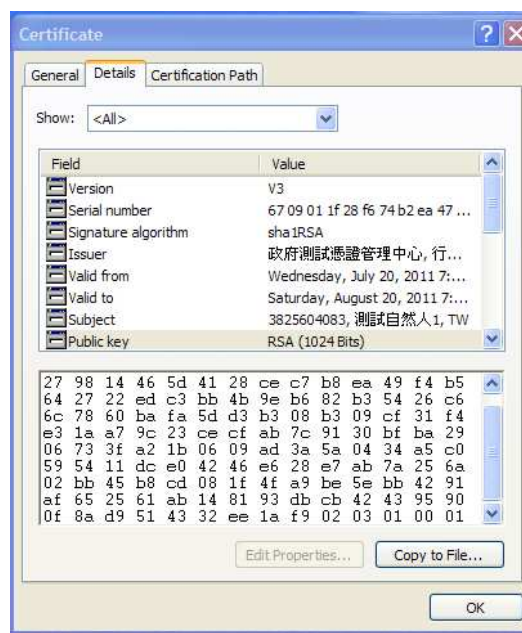 Certificate
General Details Certification Path
Show: <All>
Field Value
Version V3
Serial number 67 09 01 1f 28 f6 74 b2 ea 47 ...
Signature algorithm sha1RSA
Issuer 政府測試憑證管理中心, 行...
Valid from Wednesday, July 20, 2011 7:...
Valid to Saturday, August 20, 2011 7:...
Subject 3825604083, 測試自然人1, TW
Public key RSA (1024 Bits)
27 98 14 46 5d 41 28 ce c7 b8 ea 49 f4 b5
64 27 22 ed c3 bb 4b 9e b6 82 b3 54 26 c6
6c 78 60 ba fa 5d d3 b3 08 b3 09 cf 31 f4
e3 1a a7 9c 23 ce cf ab 7c 91 30 bf ba 29
06 73 3f a2 1b 06 09 ad 3a 5a 04 34 a5 c0
59 54 11 dc e0 42 46 e6 28 e7 ab 7a 25 6a
02 bb 45 b8 cd 08 1f 4f a9 be 5e bb 42 91
af 65 25 61 ab 14 81 93 db cb 42 43 95 90
0f 8a d9 51 43 32 ee 1a f9 02 03 01 00 01
Edit Properties... Copy to File...
OK